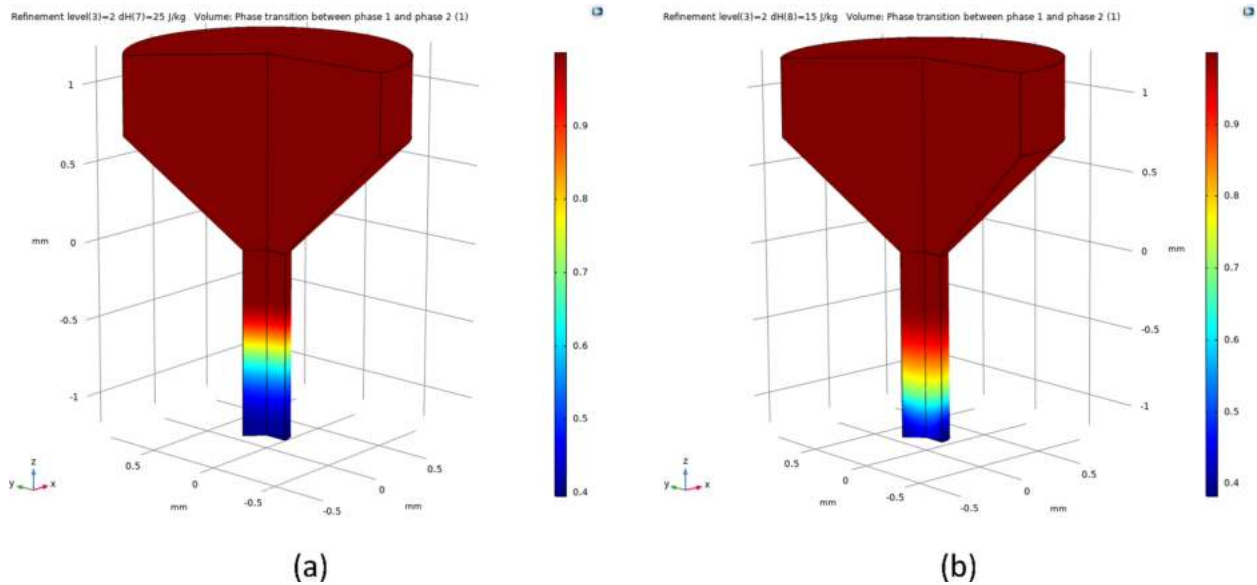 Refinement level(3)=2 dH(7)=25 J/kg Volume: Phase transition between phase 1 and phase 2 (1)
1
0.5
mm
0
-0.5
-1
0.5
0
mm
-0.5
0.5
0
mm
-0.5
z
y
x
0.9
0.8
0.7
0.6
0.5
0.4
(a)
Refinement level(3)=2 dH(8)=15 J/kg Volume: Phase transition between phase 1 and phase 2 (1)
1
0.5
0
mm
-0.5
-1
0.5
0
mm
-0.5
0.5
0
mm
-0.5
z
y
x
0.9
0.8
0.7
0.6
0.5
0.4
(b)